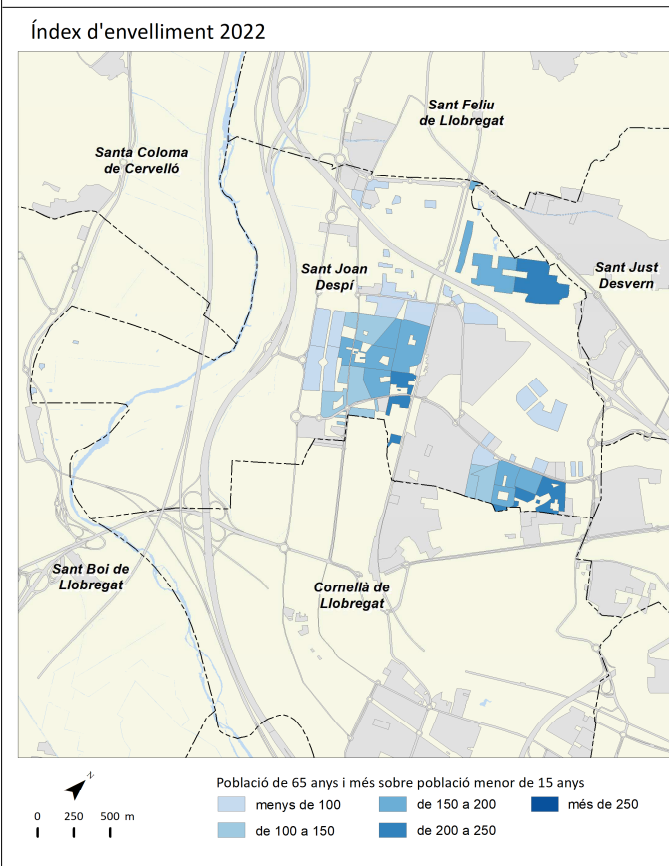 Índex d'envelliment 2022
Sant Feliu
de Llobregat
Santa Coloma
de Cervelló
Sant Joan
Despí
Sant Just
Desvern
Sant Boi de
Llobregat
Cornellà de
Llobregat
N
0 250 500 m
Població de 65 anys i més sobre població menor de 15 anys
menys de 100
de 150 a 200
més de 250
de 100 a 150
de 200 a 250